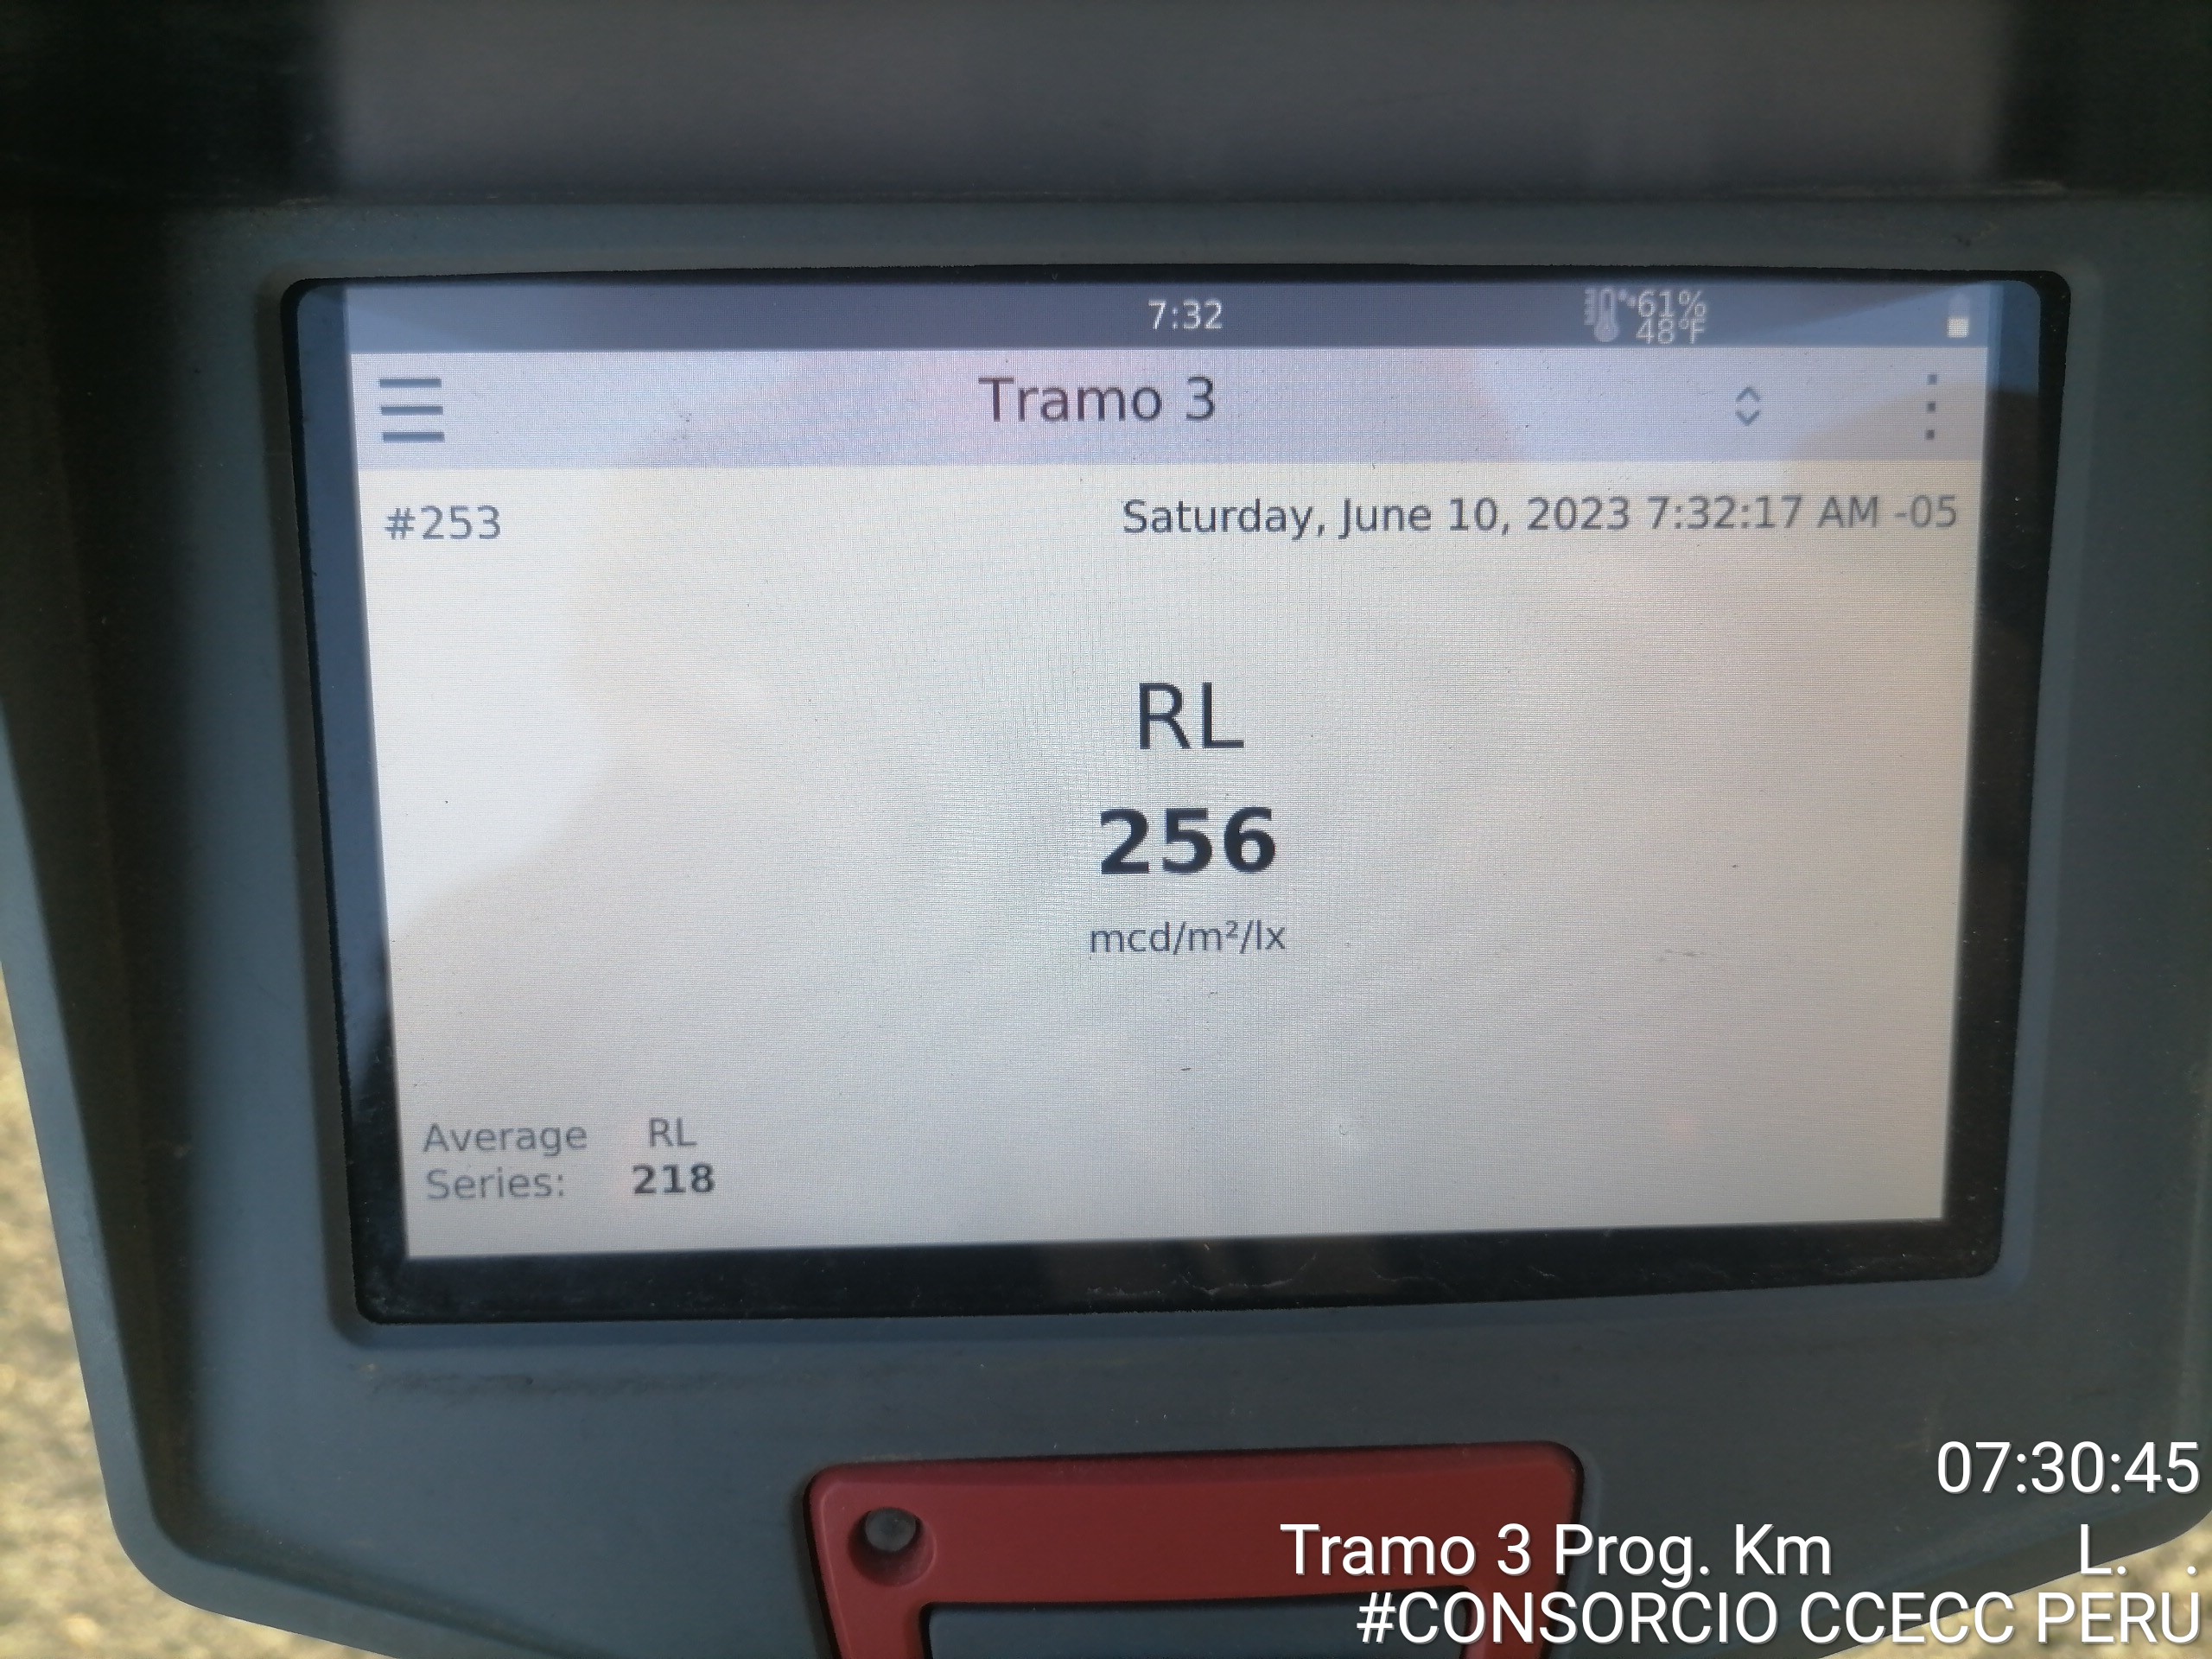 7:32
61%
48°F
Tramo 3
#253
Saturday, June 10, 2023 7:32:17 AM -05
RL
256
mcd/m²/lx
Average RL
Series: 218
07:30:45
Tramo 3 Prog. Km L. .
#CONSORCIO CCECC PERU